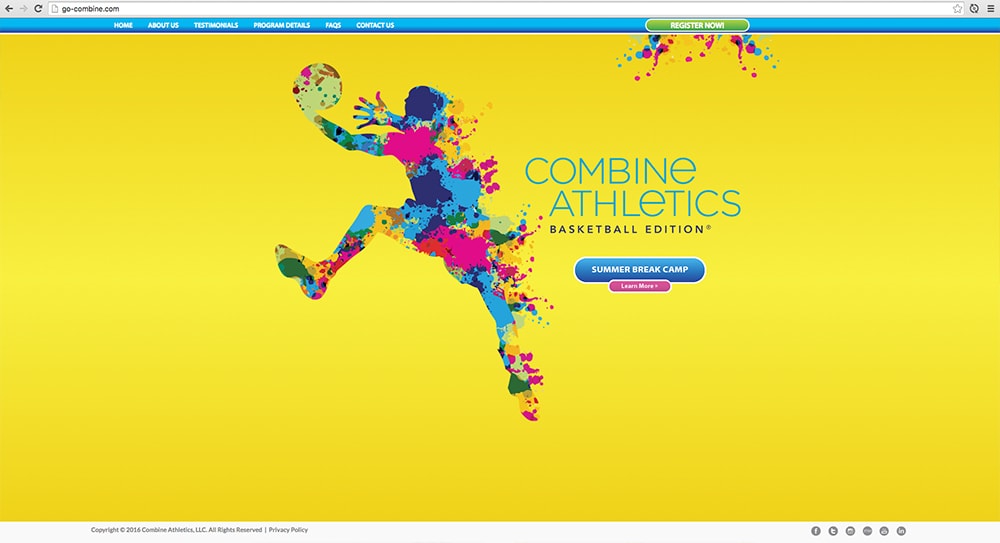 go-combine.com
HOME ABOUT US TESTIMONIALS PROGRAM DETAILS FAQS CONTACT US REGISTER NOW!
COMBINE
ATHLETICS
BASKETBALL EDITION®
SUMMER BREAK CAMP
Learn More >
Copyright © 2016 Combine Athletics, LLC. All Rights Reserved | Privacy Policy